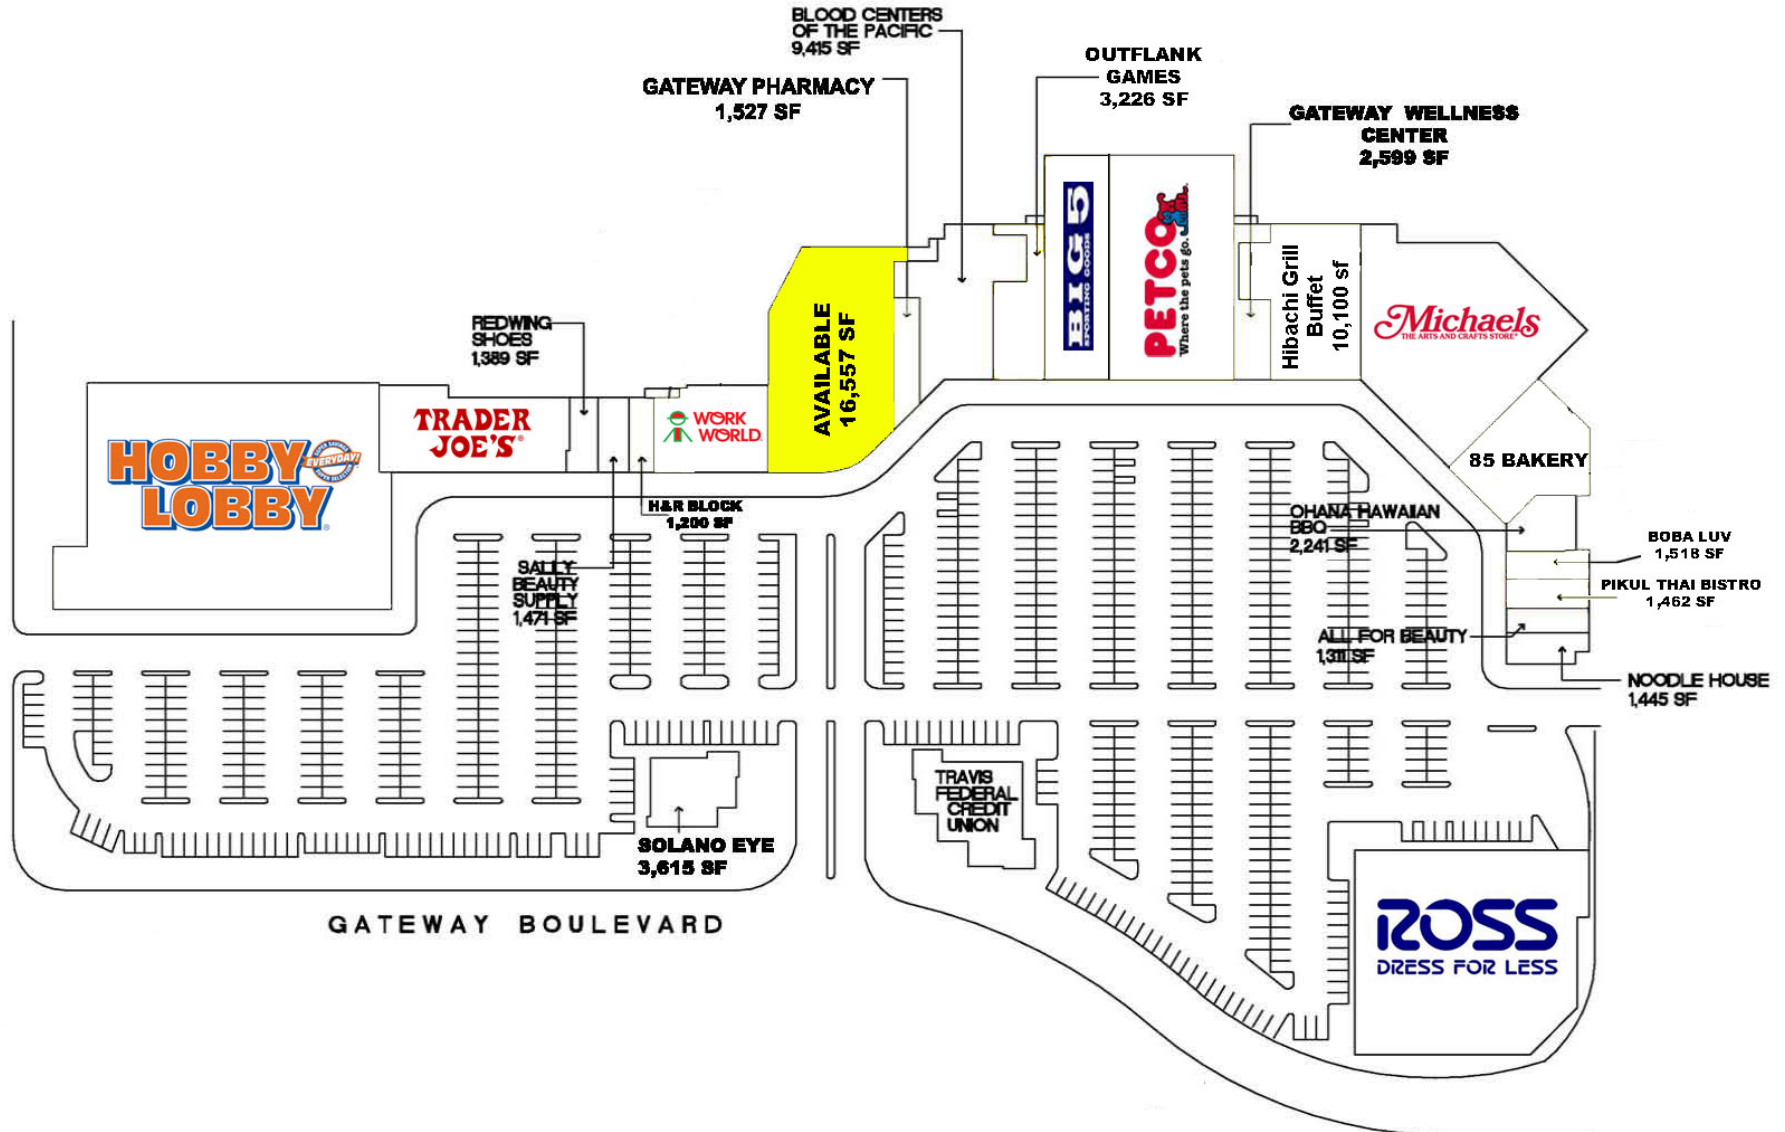 BLOOD CENTERS
OF THE PACIFIC
9,415 SF
OUTFLANK
GAMES
3,226 SF
GATEWAY PHARMACY
1,527 SF
GATEWAY WELLNESS
CENTER
2,599 SF
BIG 5
SPORTING GOODS
PETCO
Where the pets go.
Hibachi Grill
Buffet
10,100 sf
Michaels
THE ARTS AND CRAFTS STORE
AVAILABLE
16,557 SF
REDWING
SHOES
1,389 SF
HOBBY
LOBBY
EVERYDAY!
TRADER
JOE'S
WORK
WORLD
85 BAKERY
H&R BLOCK
1,200 SF
SALLY
BEAUTY
SUPPLY
1,471 SF
OHANA HAWAIIAN
BBQ
2,241 SF
BOBA LUV
1,518 SF
PIKUL THAI BISTRO
1,462 SF
ALL FOR BEAUTY
1,311 SF
NOODLE HOUSE
1,445 SF
TRAVIS
FEDERAL
CREDIT
UNION
SOLANO EYE
3,615 SF
ROSS
DRESS FOR LESS
GATEWAY BOULEVARD